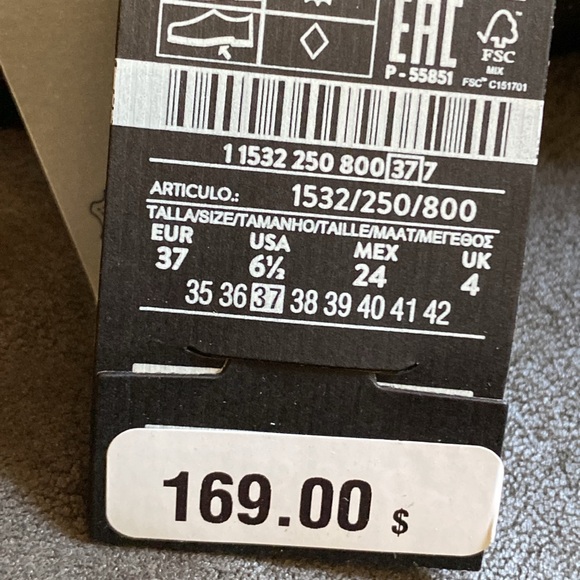 EAC
P-55851
FSC™
MIX
FSC™ C151701
1 1532 250 800 37 7
ARTICULO.: 1532/250/800
TALLA/SIZE/TAMANHO/TAILLE/MAAT/ΜΕΓΕΘΟΣ
EUR USA MEX UK
37 6½ 24 4
35 36 37 38 39 40 41 42
169.00 $